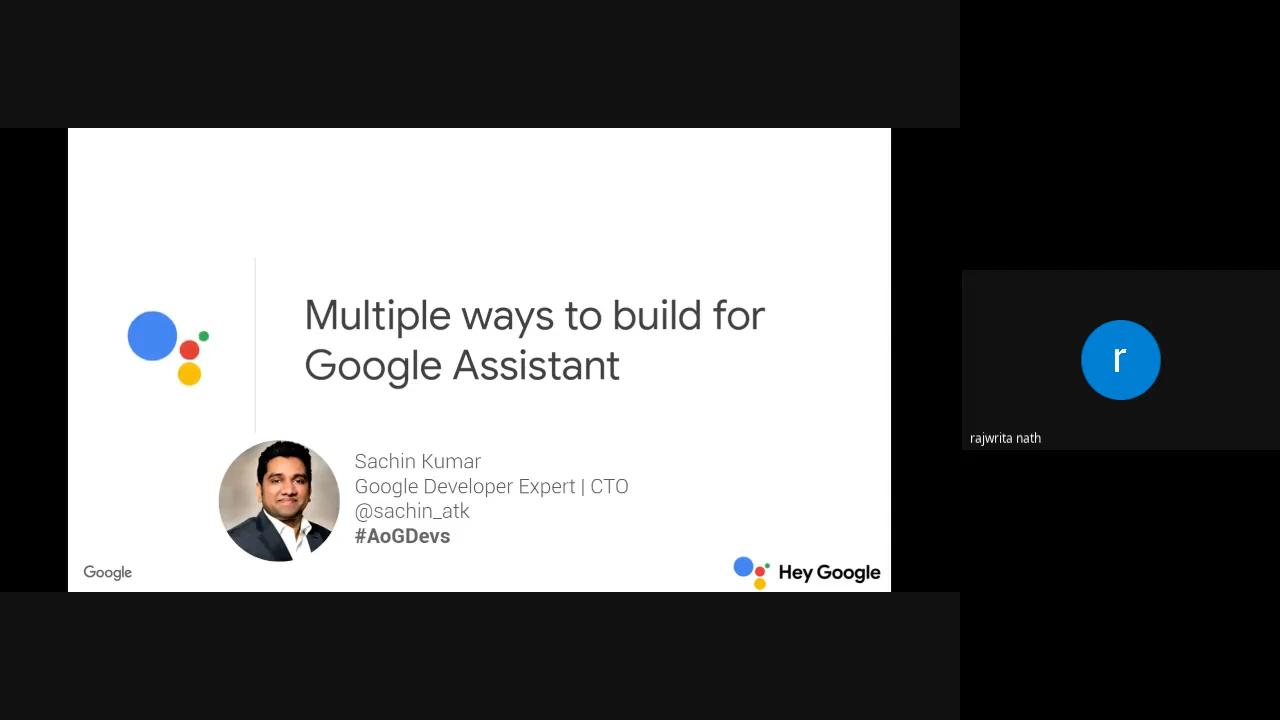 Multiple ways to build for
Google Assistant
Sachin Kumar
Google Developer Expert | CTO
@sachin_atk
#AoGDevs
Google
Hey Google
r
rajwrita nath